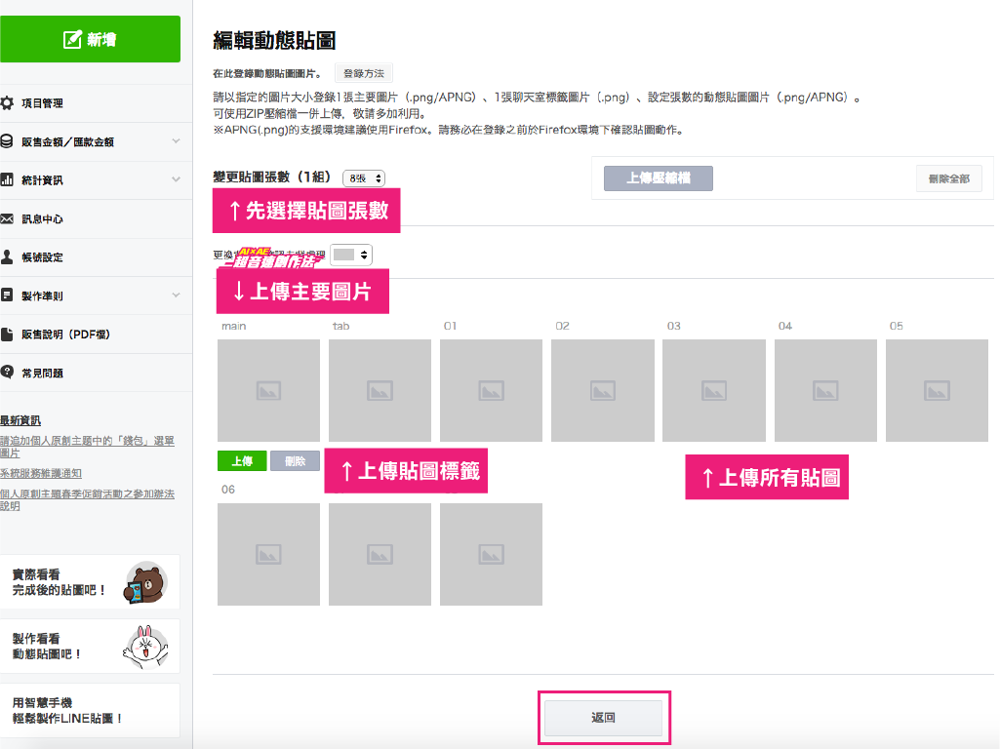 新增
項目管理
販售金額／匯款金額
統計資訊
訊息中心
帳號設定
製作準則
販售說明（PDF檔）
常見問題
最新資訊
請追加個人原創主題中的「錢包」選單
圖片
系統服務維護通知
個人原創主題春季促銷活動之參加辦法
說明
實際看看
完成後的貼圖吧！
製作看看
動態貼圖吧！
用智慧手機
輕鬆製作LINE貼圖！
編輯動態貼圖
在此登錄動態貼圖圖片。 登錄方法
請以指定的圖片大小登錄1張主要圖片（.png/APNG）、1張聊天室標籤圖片（.png）、設定張數的動態貼圖圖片（.png/APNG）。
可使用ZIP壓縮檔一併上傳，敬請多加利用。
※APNG(.png)的支援環境建議使用Firefox。請務必在登錄之前於Firefox環境下確認貼圖動作。
變更貼圖張數（1組） 8張
上傳壓縮檔 刪除全部
↑先選擇貼圖張數
AI×AE
超音速創作法
更換 處理
↓上傳主要圖片
main tab 01 02 03 04 05
上傳 刪除
↑上傳貼圖標籤
↑上傳所有貼圖
06
返回